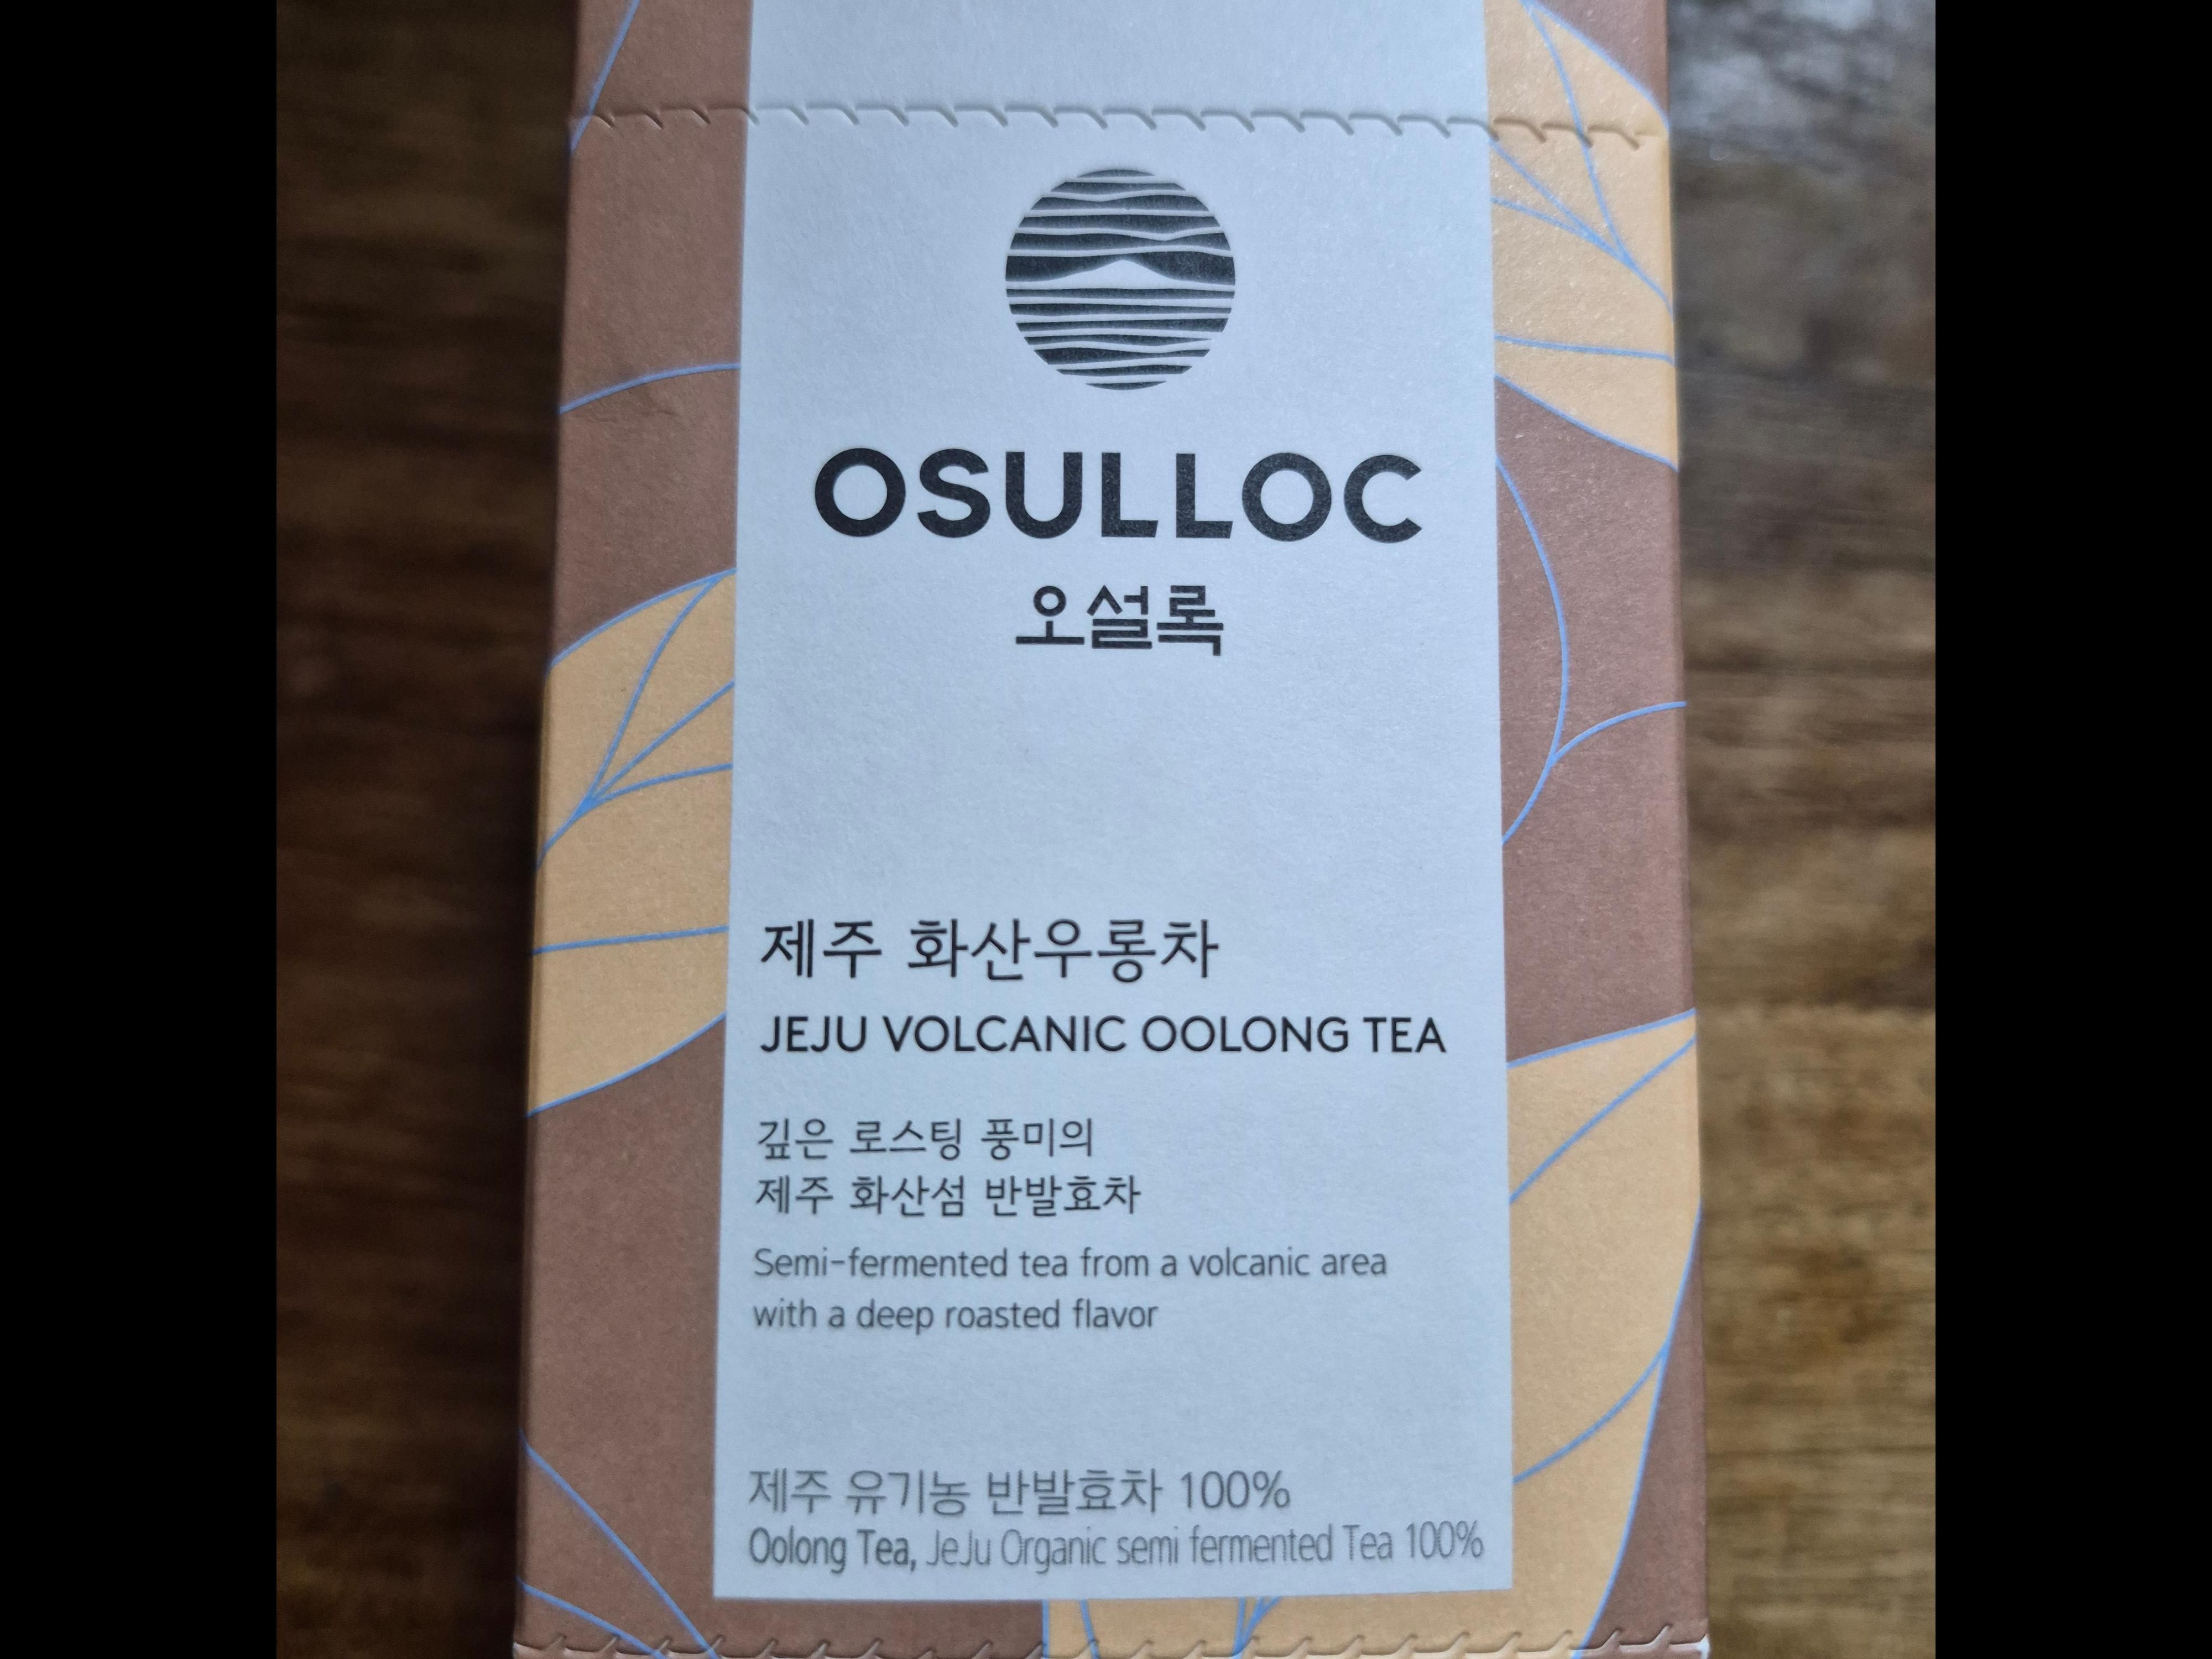 OSULLOC
오설록
제주 화산우롱차
JEJU VOLCANIC OOLONG TEA
깊은 로스팅 풍미의
제주 화산섬 반발효차
Semi-fermented tea from a volcanic area
with a deep roasted flavor
제주 유기농 반발효차 100%
Oolong Tea, JeJu Organic semi fermented Tea 100%